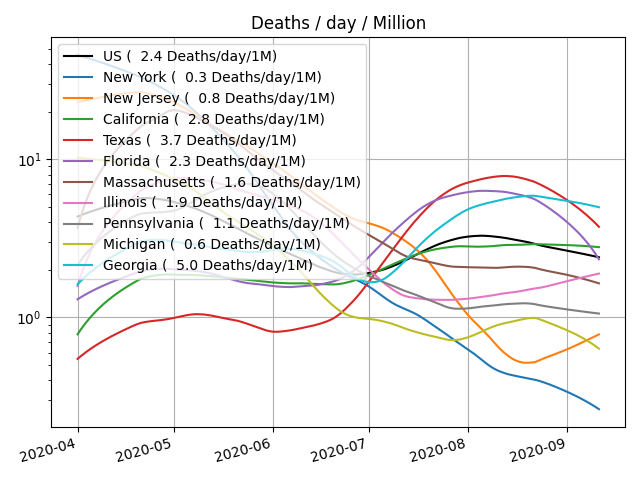 Deaths / day / Million
US (  2.4 Deaths/day/1M)
New York (  0.3 Deaths/day/1M)
New Jersey (  0.8 Deaths/day/1M)
California (  2.8 Deaths/day/1M)
Texas (  3.7 Deaths/day/1M)
Florida (  2.3 Deaths/day/1M)
Massachusetts (  1.6 Deaths/day/1M)
Illinois (  1.9 Deaths/day/1M)
Pennsylvania (  1.1 Deaths/day/1M)
Michigan (  0.6 Deaths/day/1M)
Georgia (  5.0 Deaths/day/1M)
10¹
10⁰
2020-04 2020-05 2020-06 2020-07 2020-08 2020-09